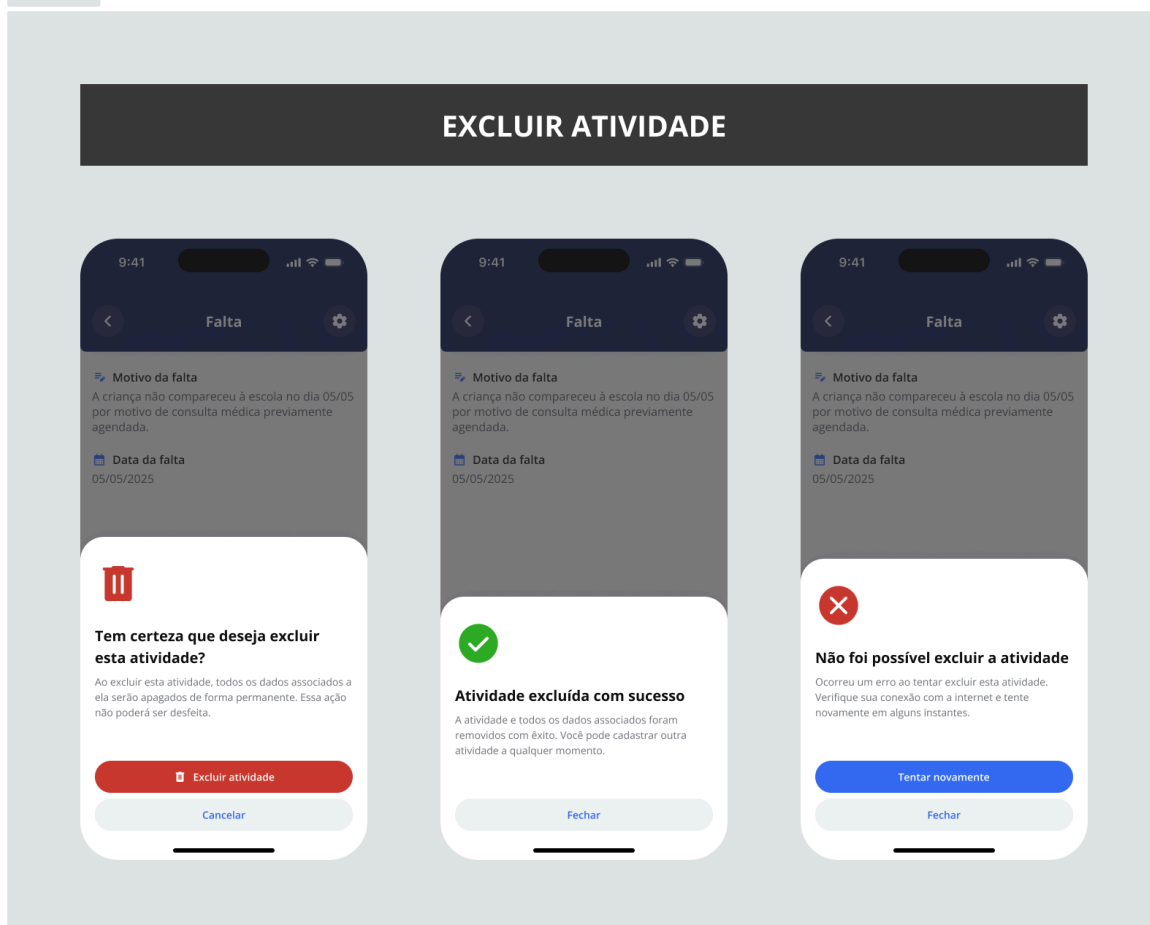 EXCLUIR ATIVIDADE
9:41
Falta
Motivo da falta
A criança não compareceu à escola no dia 05/05
por motivo de consulta médica previamente
agendada.
Data da falta
05/05/2025
Tem certeza que deseja excluir
esta atividade?
Ao excluir esta atividade, todos os dados associados a
ela serão apagados de forma permanente. Essa ação
não poderá ser desfeita.
Excluir atividade
Cancelar
9:41
Falta
Motivo da falta
A criança não compareceu à escola no dia 05/05
por motivo de consulta médica previamente
agendada.
Data da falta
05/05/2025
Atividade excluída com sucesso
A atividade e todos os dados associados foram
removidos com êxito. Você pode cadastrar outra
atividade a qualquer momento.
Fechar
9:41
Falta
Motivo da falta
A criança não compareceu à escola no dia 05/05
por motivo de consulta médica previamente
agendada.
Data da falta
05/05/2025
Não foi possível excluir a atividade
Ocorreu um erro ao tentar excluir esta atividade.
Verifique sua conexão com a internet e tente
novamente em alguns instantes.
Tentar novamente
Fechar